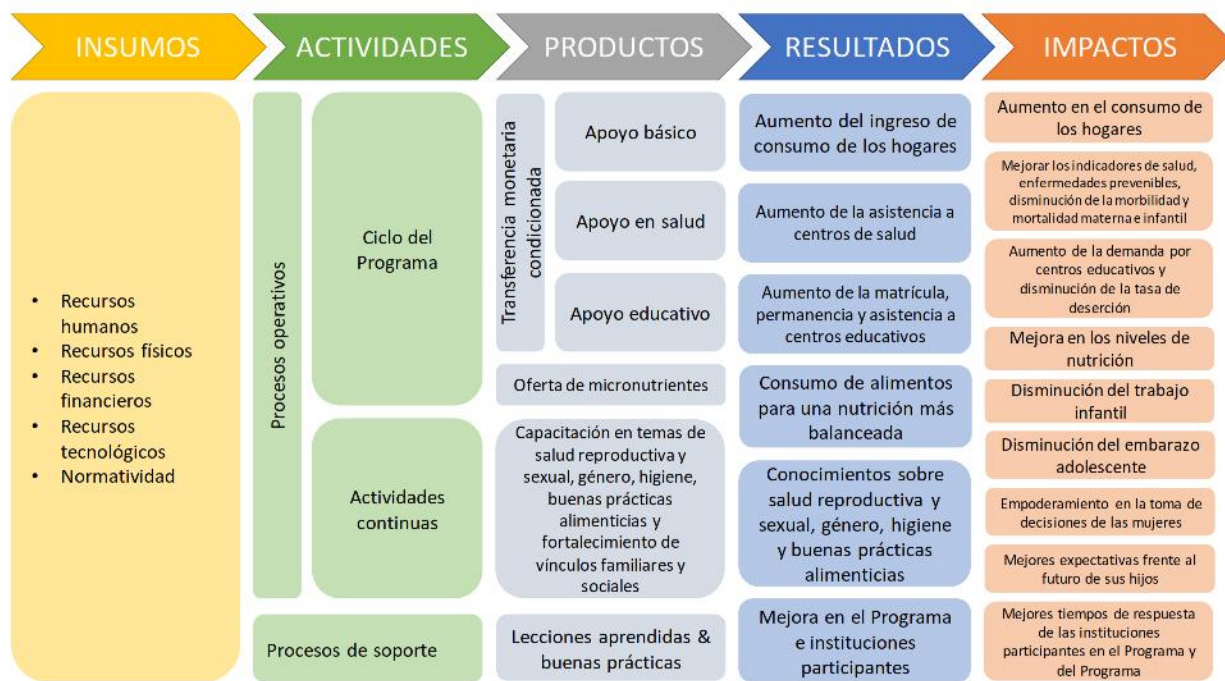 INSUMOS
ACTIVIDADES
PRODUCTOS
RESULTADOS
IMPACTOS
• Recursos
humanos
• Recursos físicos
• Recursos
financieros
• Recursos
tecnológicos
• Normatividad
Procesos operativos
Ciclo del
Programa
Actividades
continuas
Procesos de soporte
Transferencia monetaria
condicionada
Apoyo básico
Apoyo en salud
Apoyo educativo
Oferta de micronutrientes
Capacitación en temas de
salud reproductiva y
sexual, género, higiene,
buenas prácticas
alimenticias y
fortalecimiento de
vínculos familiares y
sociales
Lecciones aprendidas &
buenas prácticas
Aumento del ingreso de
consumo de los hogares
Aumento de la asistencia a
centros de salud
Aumento de la matrícula,
permanencia y asistencia a
centros educativos
Consumo de alimentos
para una nutrición más
balanceada
Conocimientos sobre
salud reproductiva y
sexual, género, higiene
y buenas prácticas
alimenticias
Mejora en el Programa
e instituciones
participantes
Aumento en el consumo de
los hogares
Mejorar los indicadores de salud,
enfermedades prevenibles,
disminución de la morbilidad y
mortalidad materna e infantil
Aumento de la demanda por
centros educativos y
disminución de la tasa de
deserción
Mejora en los niveles de
nutrición
Disminución del trabajo
infantil
Disminución del embarazo
adolescente
Empoderamiento en la toma de
decisiones de las mujeres
Mejores expectativas frente al
futuro de sus hijos
Mejores tiempos de respuesta
de las instituciones
participantes en el Programa y
del Programa